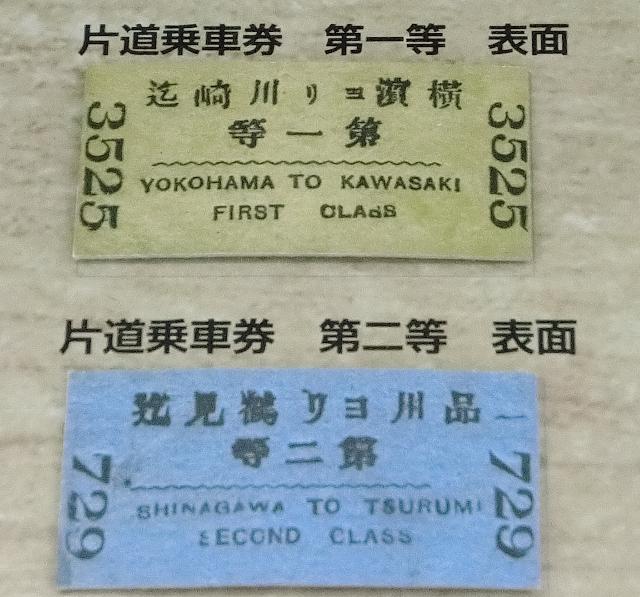 片道乗車券 第一等 表面
横濱ヨリ川崎迄
第一等
3525
3525
YOKOHAMA TO KAWASAKI
FIRST CLASS
片道乗車券 第二等 表面
品川ヨリ鶴見迄
第二等
729
729
SHINAGAWA TO TSURUMI
SECOND CLASS